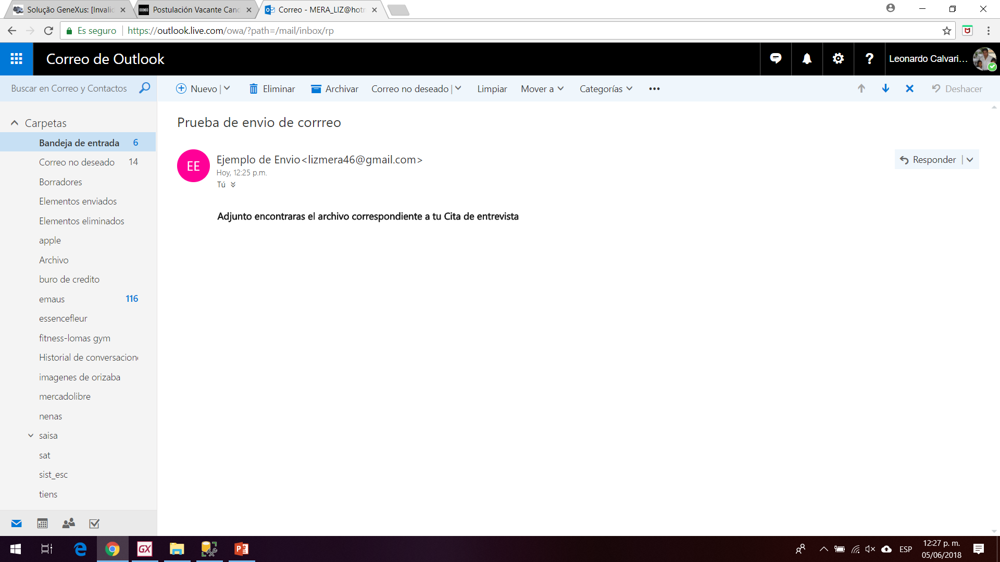 Solução GeneXus: [Invalid
Postulación Vacante Cand
Correo - MERA_LIZ@hotm
Es seguro
https://outlook.live.com/owa/?path=/mail/inbox/rp
Correo de Outlook
Leonardo Calvari...
Buscar en Correo y Contactos
Nuevo
Eliminar
Archivar
Correo no deseado
Limpiar
Mover a
Categorías
Deshacer
Carpetas
Bandeja de entrada 6
Correo no deseado 14
Borradores
Elementos enviados
Elementos eliminados
apple
Archivo
buro de credito
emaus 116
essencefleur
fitness-lomas gym
Historial de conversacion
imagenes de orizaba
mercadolibre
nenas
saisa
sat
sist_esc
tiens
Prueba de envio de corrreo
EE
Ejemplo de Envio<lizmera46@gmail.com>
Hoy, 12:25 p.m.
Tú
Responder
Adjunto encontraras el archivo correspondiente a tu Cita de entrevista
GX
ESP
12:27 p. m.
05/06/2018